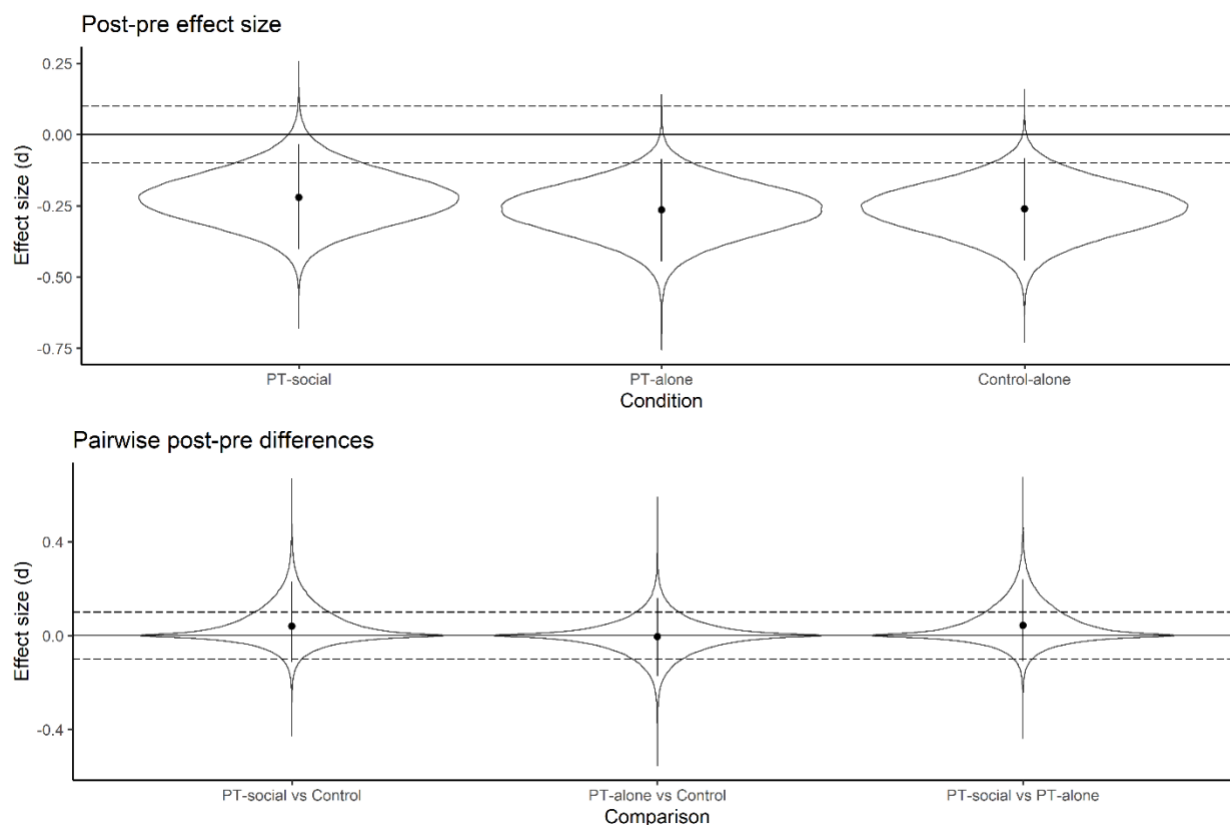 Post-pre effect size
0.25
0.00
-0.25
-0.50
-0.75
Effect size (d)
PT-social
PT-alone
Control-alone
Condition
Pairwise post-pre differences
0.4
0.0
-0.4
Effect size (d)
PT-social vs Control
PT-alone vs Control
PT-social vs PT-alone
Comparison